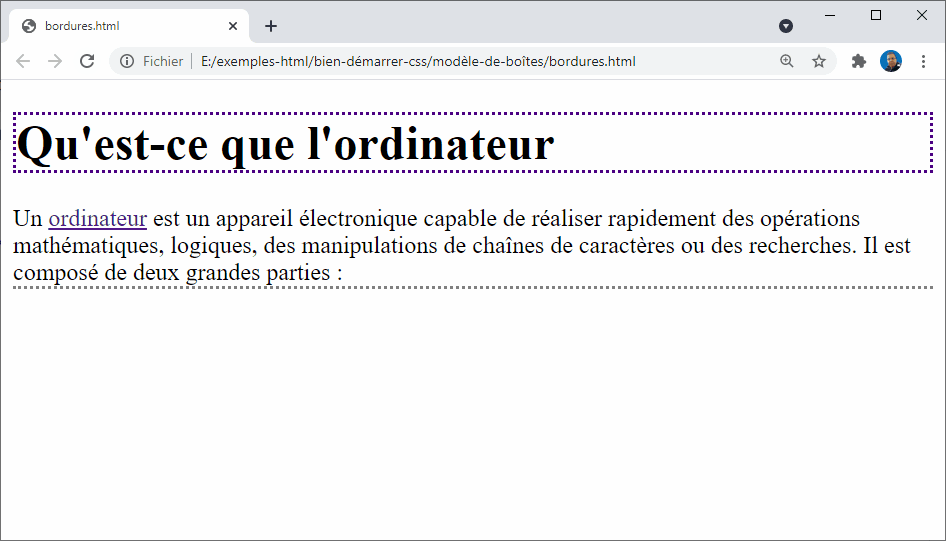 bordures.html
Fichier E:/exemples-html/bien-démarrer-css/modèle-de-boîtes/bordures.html
Qu'est-ce que l'ordinateur
Un ordinateur est un appareil électronique capable de réaliser rapidement des opérations
mathématiques, logiques, des manipulations de chaînes de caractères ou des recherches. Il est
composé de deux grandes parties :